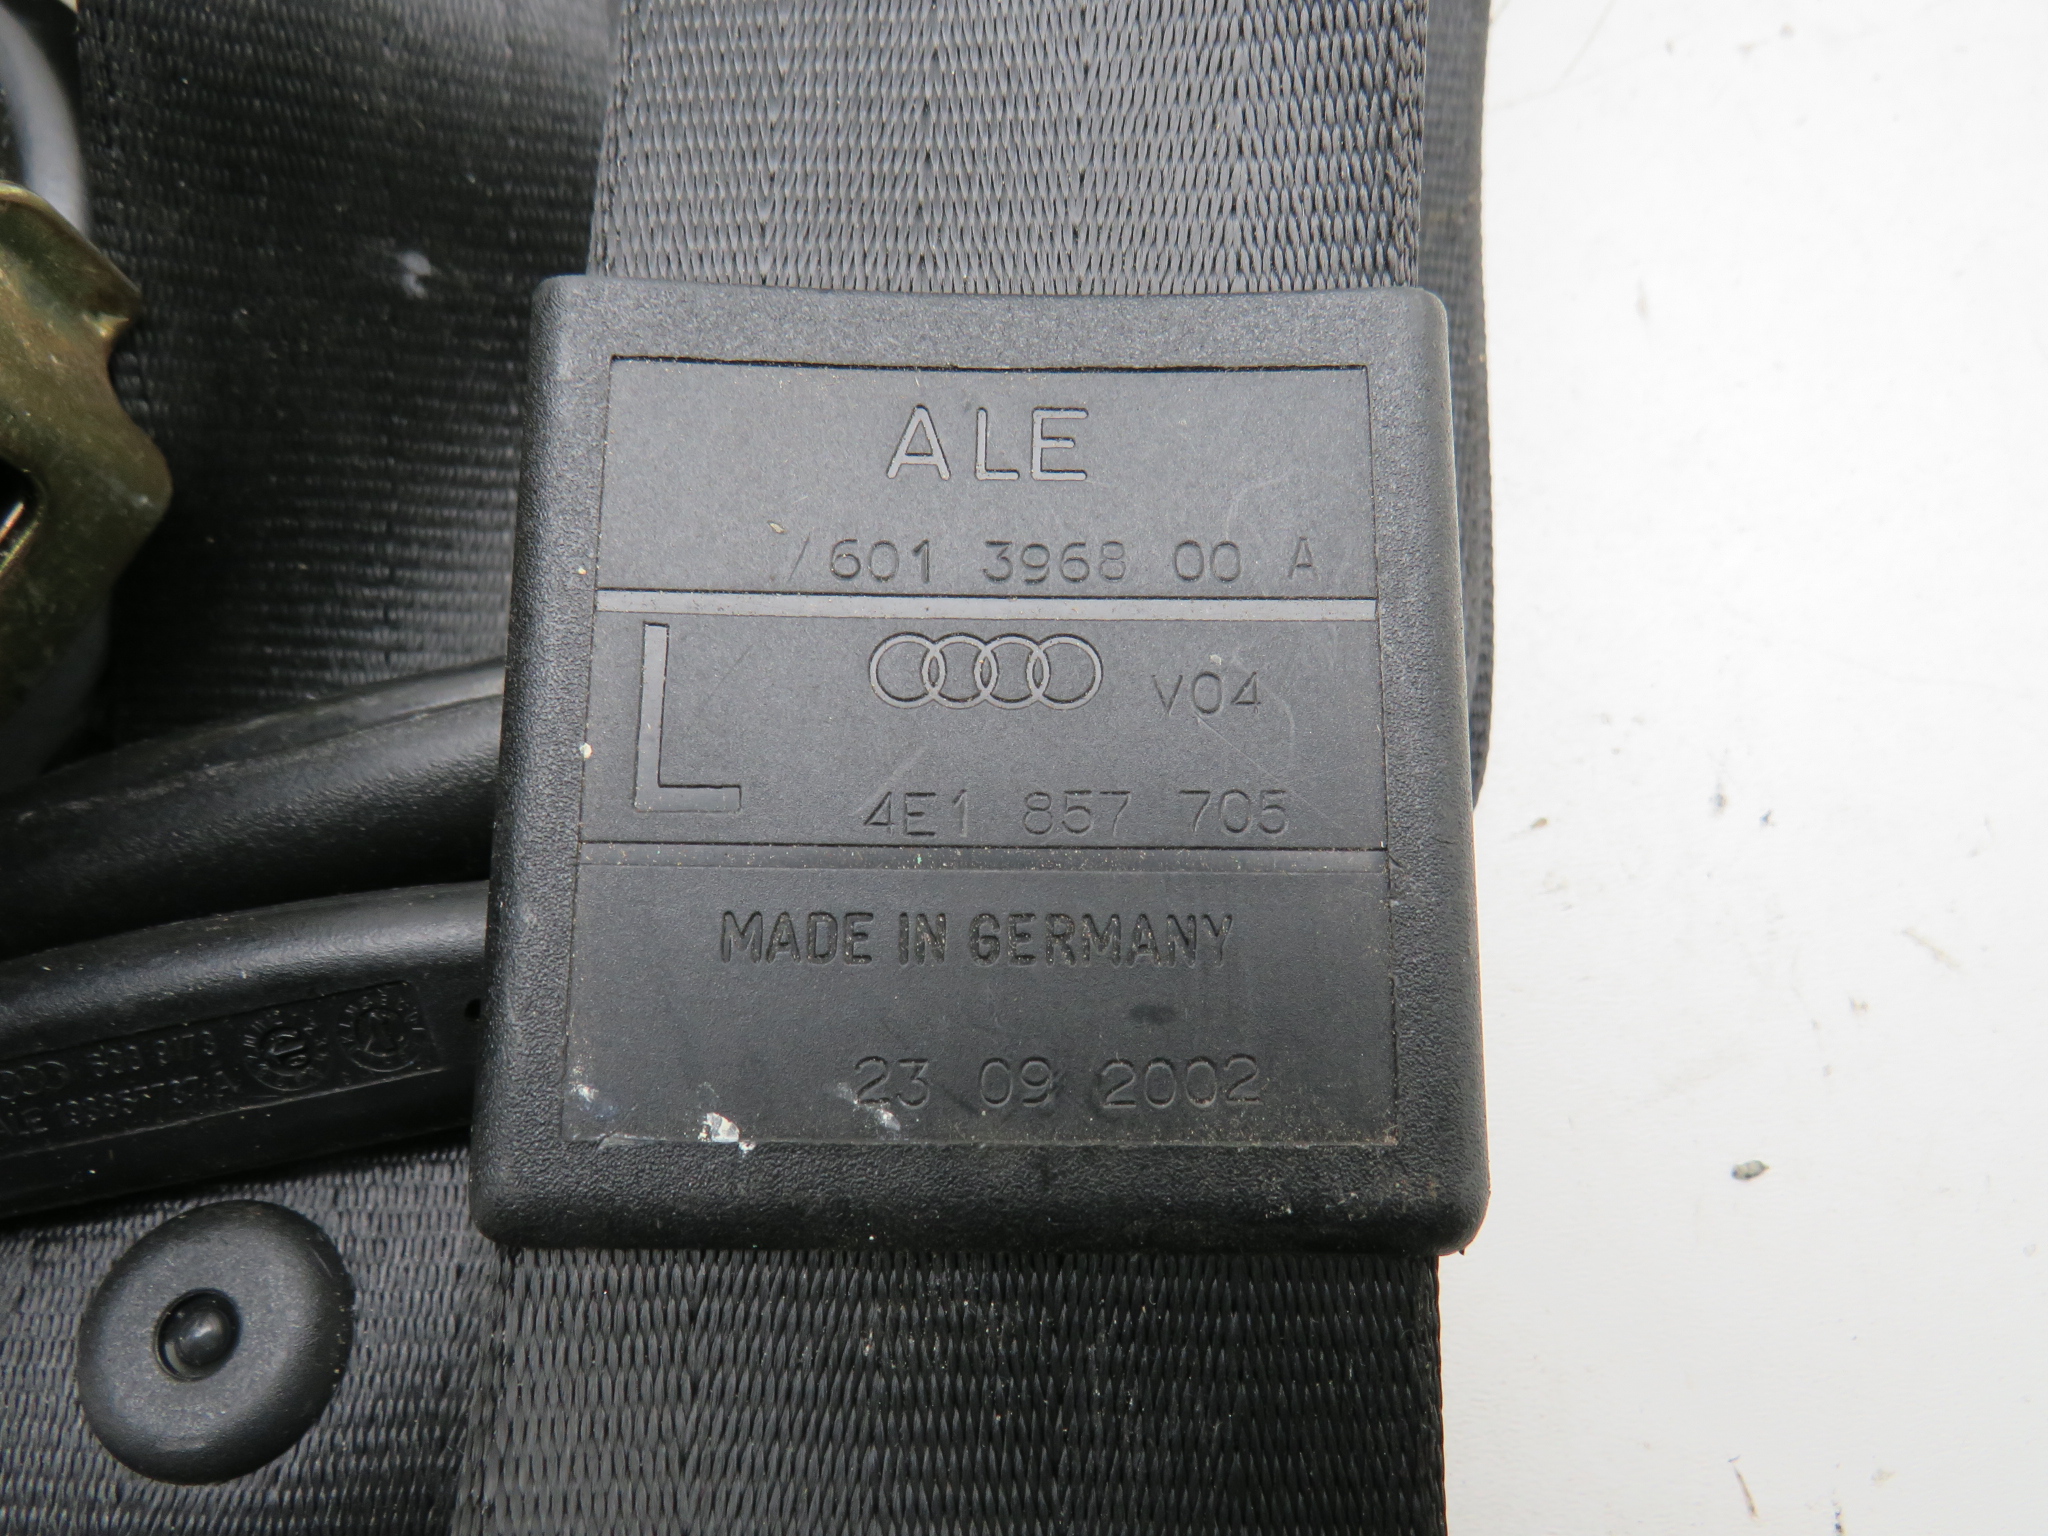 ALE
/601 3968 00 A
L
V04
4E1 857 705
MADE IN GERMANY
23 09 2002